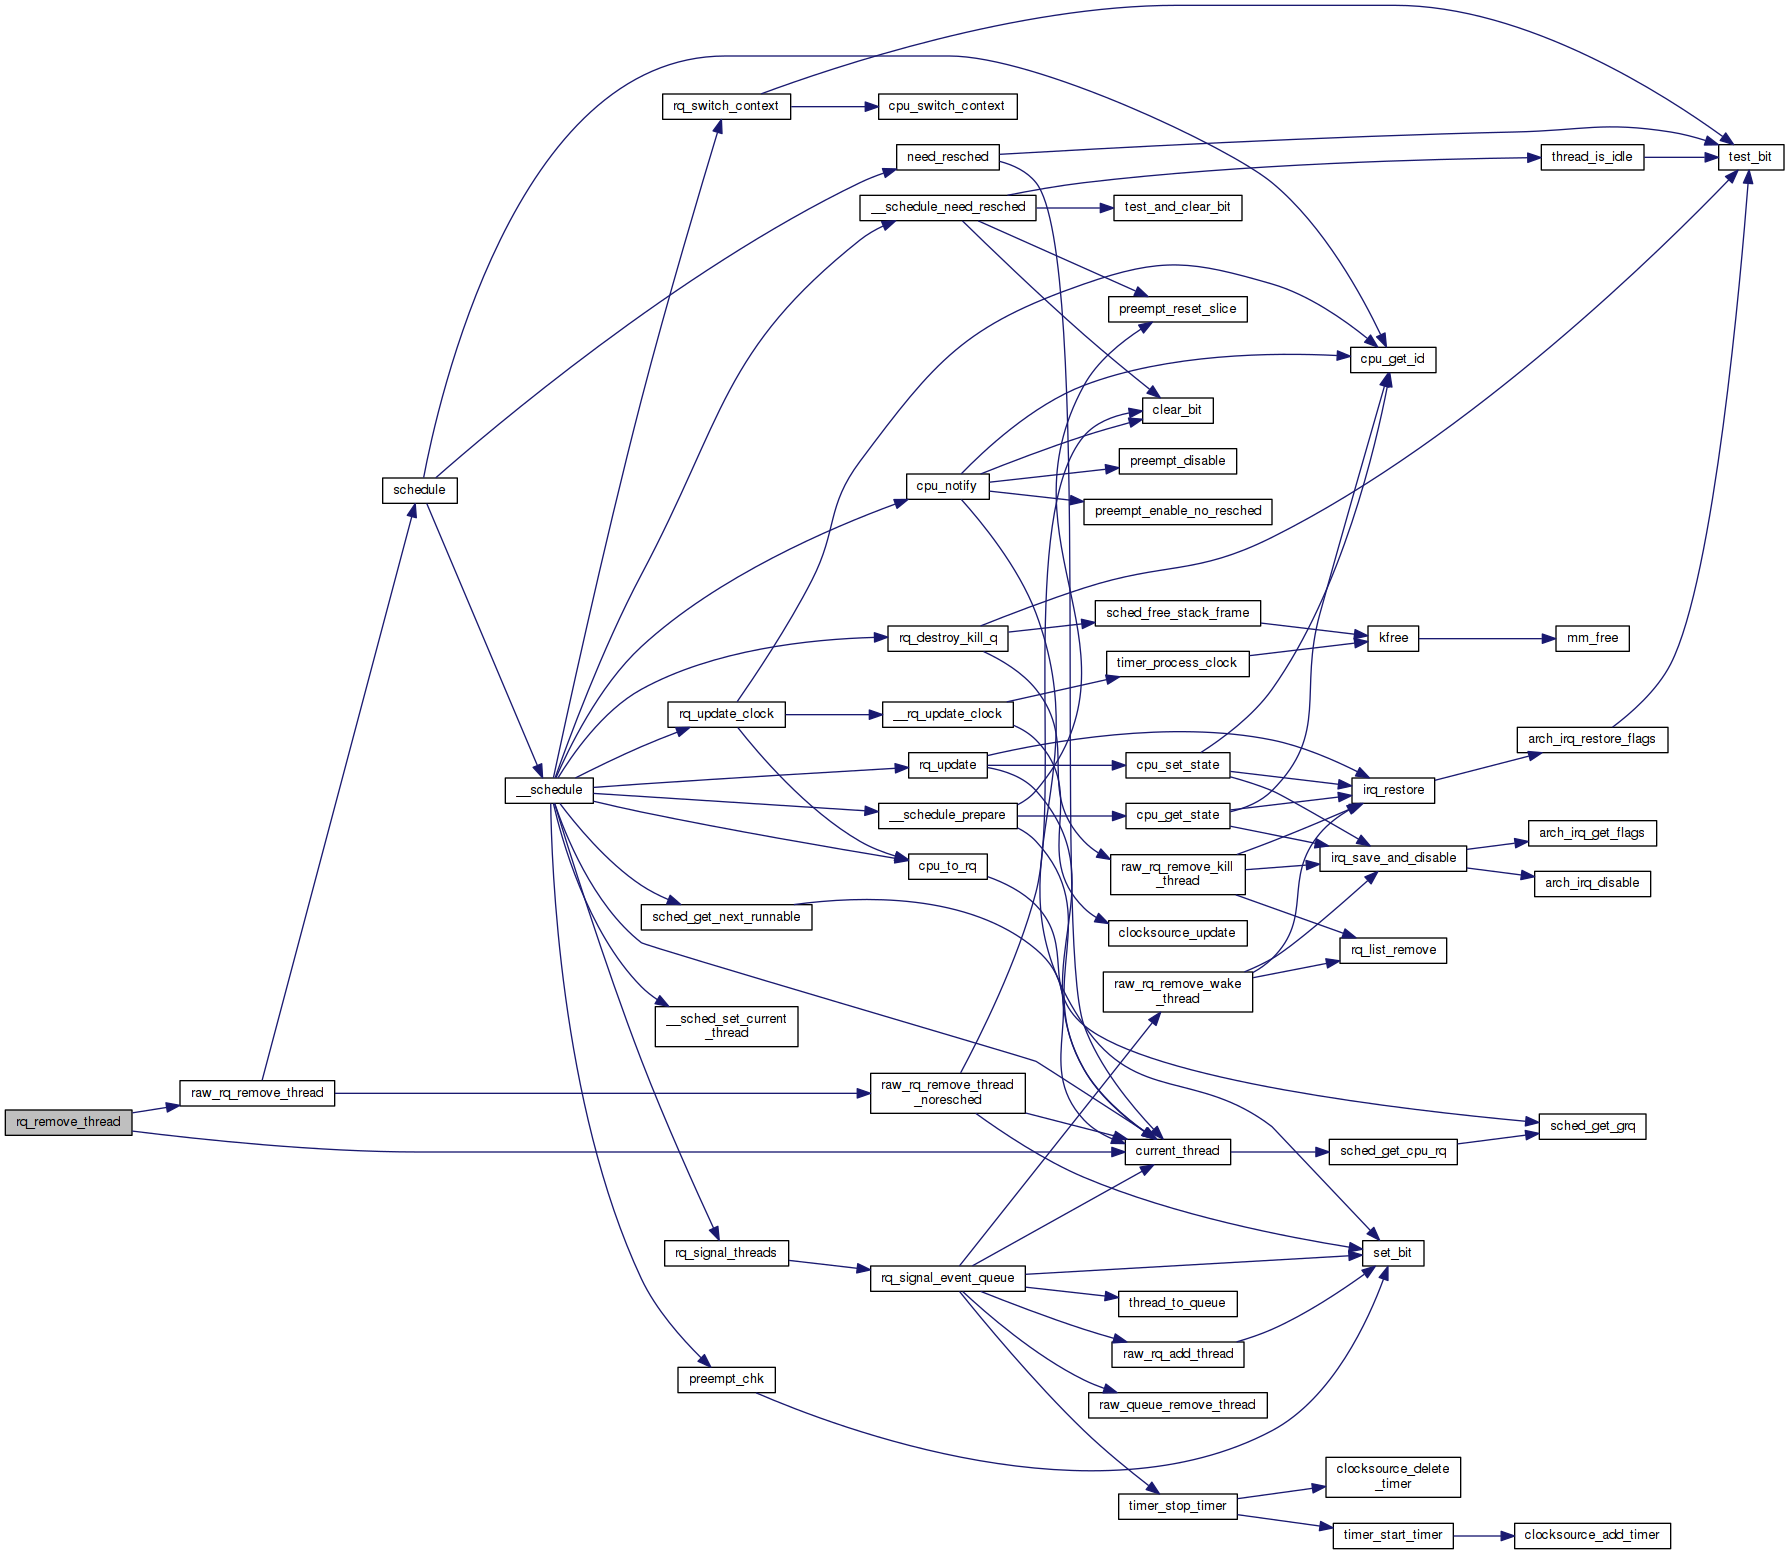 rq_switch_context
cpu_switch_context
need_resched
thread_is_idle
test_bit
__schedule_need_resched
test_and_clear_bit
preempt_reset_slice
cpu_get_id
clear_bit
preempt_disable
schedule
cpu_notify
preempt_enable_no_resched
sched_free_stack_frame
rq_destroy_kill_q
kfree
mm_free
timer_process_clock
rq_update_clock
__rq_update_clock
arch_irq_restore_flags
rq_update
cpu_set_state
__schedule
irq_restore
__schedule_prepare
cpu_get_state
arch_irq_get_flags
irq_save_and_disable
cpu_to_rq
raw_rq_remove_kill
_thread
arch_irq_disable
sched_get_next_runnable
clocksource_update
rq_list_remove
raw_rq_remove_wake
_thread
__sched_set_current
_thread
raw_rq_remove_thread
raw_rq_remove_thread
_noresched
rq_remove_thread
sched_get_grq
current_thread
sched_get_cpu_rq
rq_signal_threads
set_bit
rq_signal_event_queue
thread_to_queue
raw_rq_add_thread
preempt_chk
raw_queue_remove_thread
clocksource_delete
_timer
timer_stop_timer
timer_start_timer
clocksource_add_timer